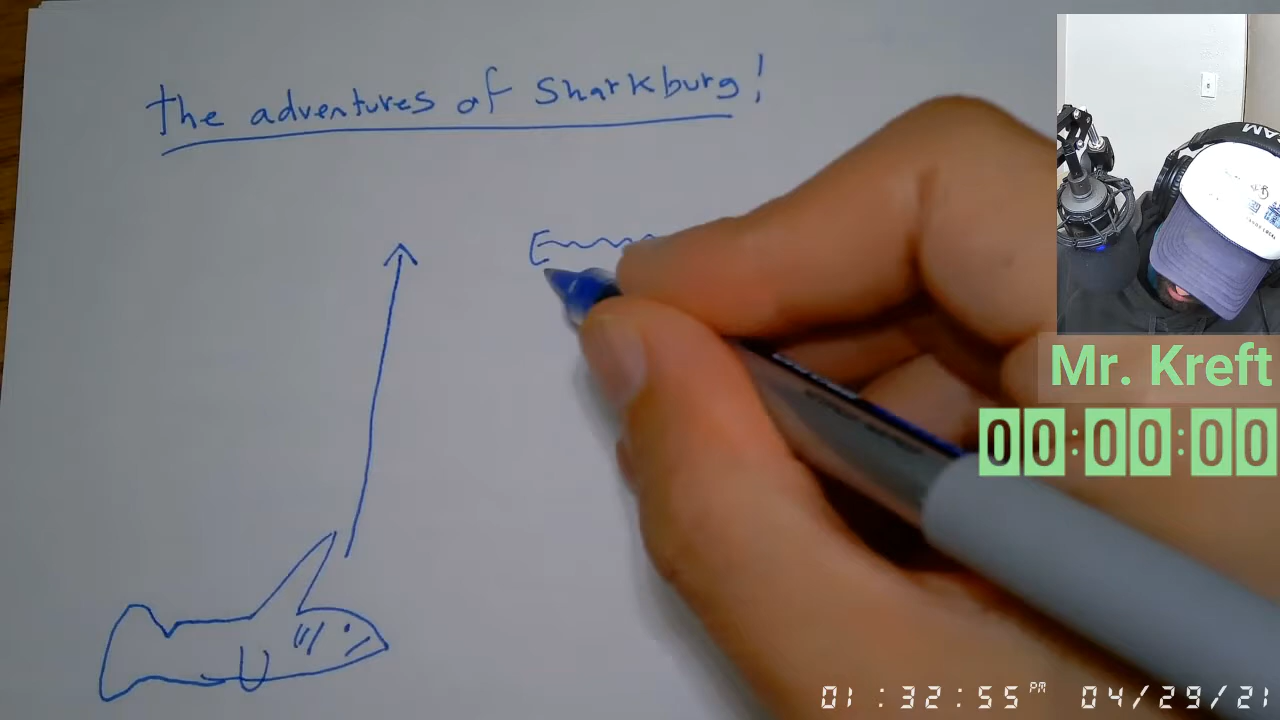 the adventures of Sharkburg!
Mr. Kreft
00:00:00
01:32:55 PM 04/29/21